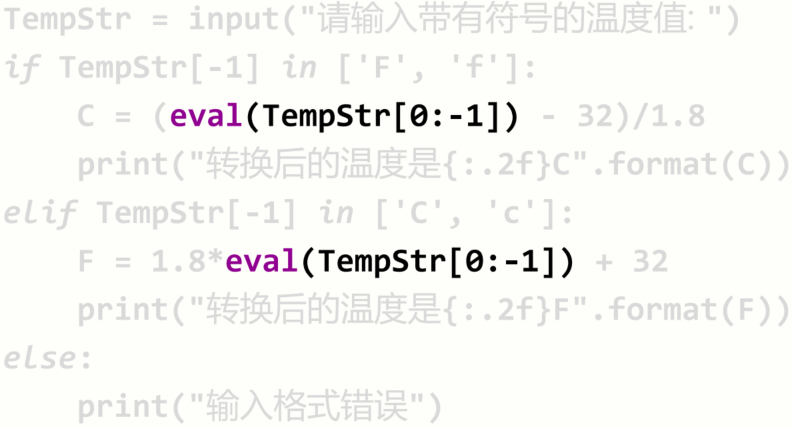 TempStr = input("请输入带有符号的温度值: ")
if TempStr[-1] in ['F', 'f']:
    C = (eval(TempStr[0:-1]) - 32)/1.8
    print("转换后的温度是{:.2f}C".format(C))
elif TempStr[-1] in ['C', 'c']:
    F = 1.8*eval(TempStr[0:-1]) + 32
    print("转换后的温度是{:.2f}F".format(F))
else:
    print("输入格式错误")